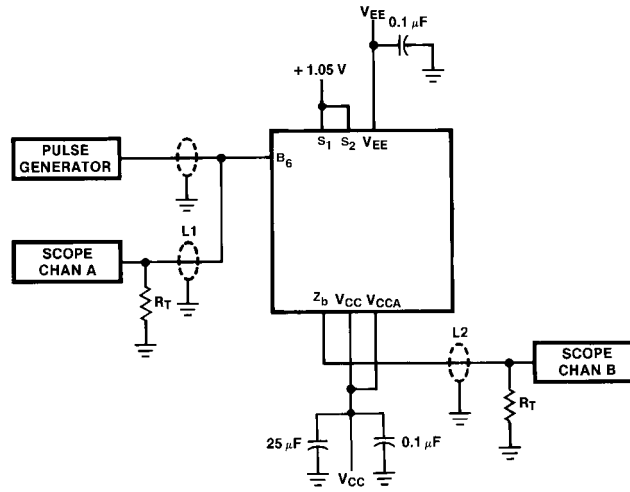 VEE
0.1 µF
+ 1.05 V
S1 S2 VEE
PULSE
GENERATOR
B6
L1
SCOPE
CHAN A
RT
Zb VCC VCCA
L2
SCOPE
CHAN B
RT
25 µF
0.1 µF
VCC